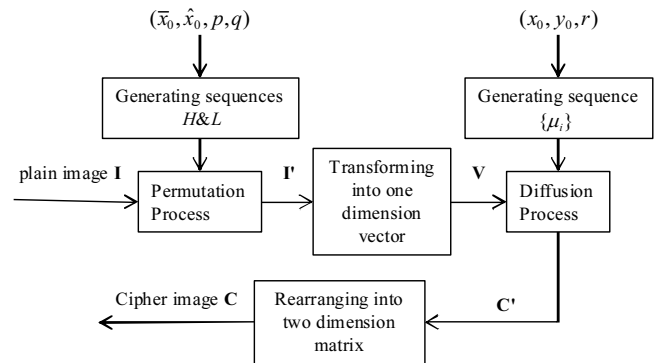 (x̅₀, x̂₀, p, q)
(x₀, y₀, r)
Generating sequences
H&L
Generating sequence
{μᵢ}
plain image I
Permutation
Process
I'
Transforming
into one
dimension
vector
V
Diffusion
Process
Cipher image C
Rearranging into
two dimension
matrix
C'